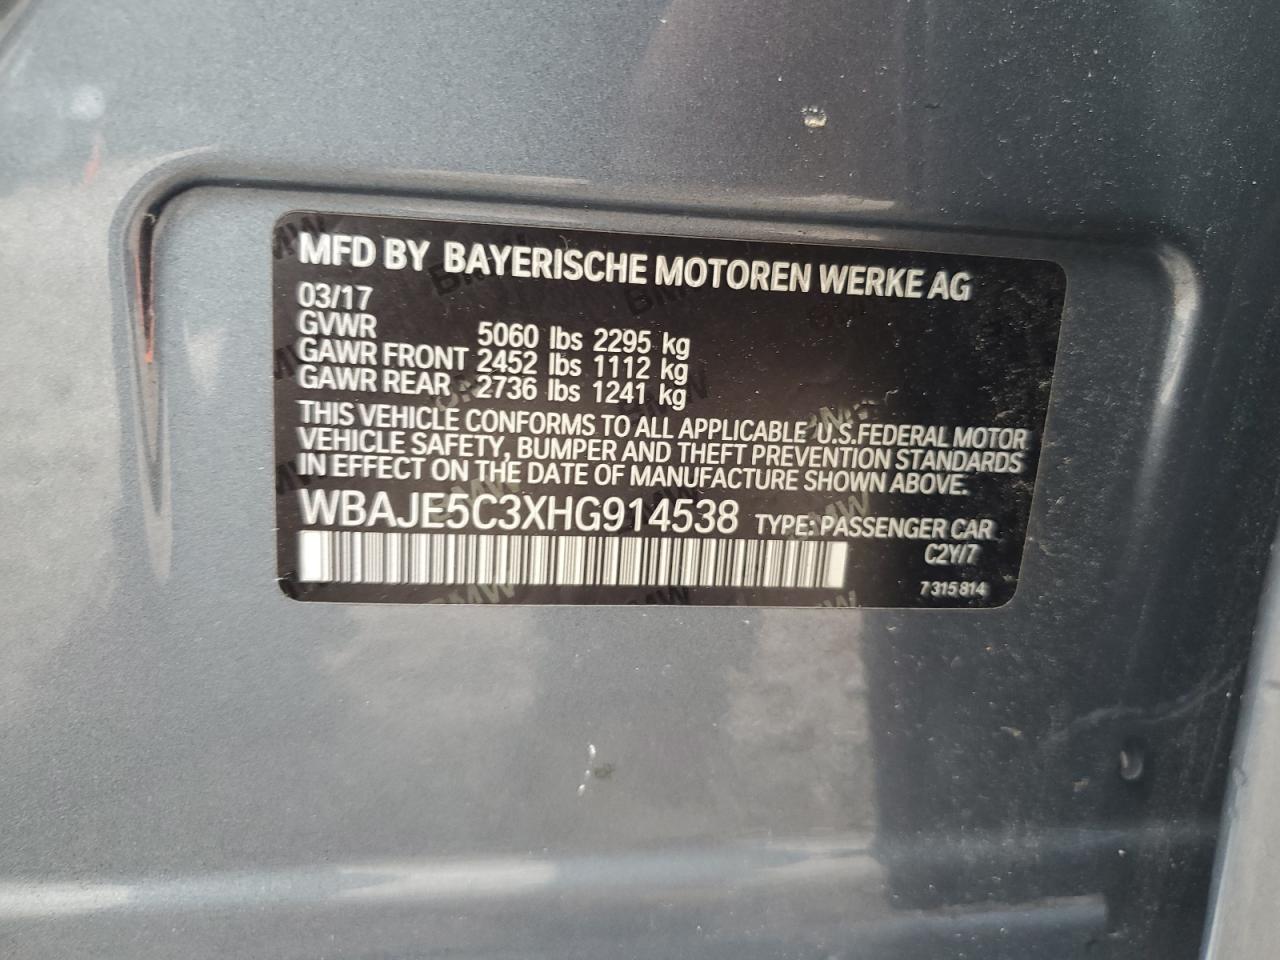 MFD BY BAYERISCHE MOTOREN WERKE AG
03/17
GVWR 5060 lbs 2295 kg
GAWR FRONT 2452 lbs 1112 kg
GAWR REAR 2736 lbs 1241 kg
THIS VEHICLE CONFORMS TO ALL APPLICABLE U.S.FEDERAL MOTOR
VEHICLE SAFETY, BUMPER AND THEFT PREVENTION STANDARDS
IN EFFECT ON THE DATE OF MANUFACTURE SHOWN ABOVE.
WBAJE5C3XHG914538 TYPE: PASSENGER CAR
C2Y/7
7 315 814